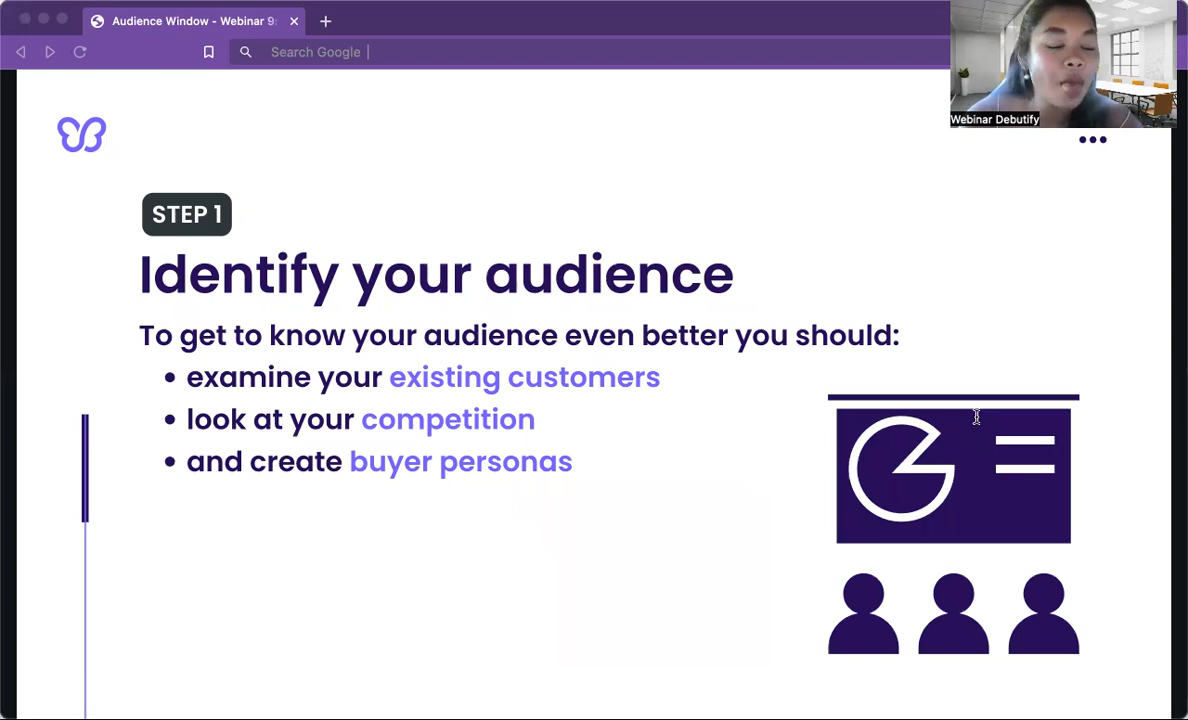 Audience Window - Webinar 9:
Search Google
Webinar Debutify
STEP 1
Identify your audience
To get to know your audience even better you should:
• examine your existing customers
• look at your competition
• and create buyer personas